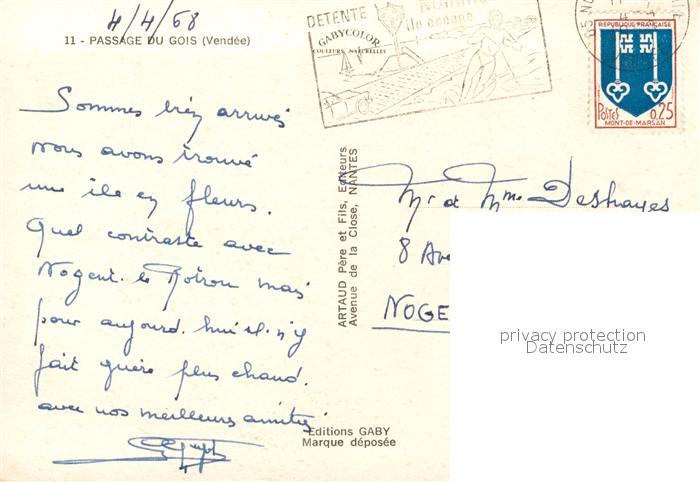 4/4/68
11 - PASSAGE DU GOIS (Vendée)
Sommes bien arrivés
nous avons trouvé
une île en fleurs.
Quel contraste avec
Nogent-le Rotrou mais
pour aujourd'hui il n'y
fait guère plus chaud.
avec nos meilleures amitiés
DETENTE
île océane
GABYCOLOR
COULEURS NATURELLES
REPUBLIQUE FRANÇAISE
POSTES 0,25
MONT-DE-MARSAN
ARTAUD Père et Fils, Editeurs
Avenue de la Close, NANTES
Mr et Mme Deshayes
8 Ave
NOGE
privacy protection
Datenschutz
Editions GABY
Marque déposée